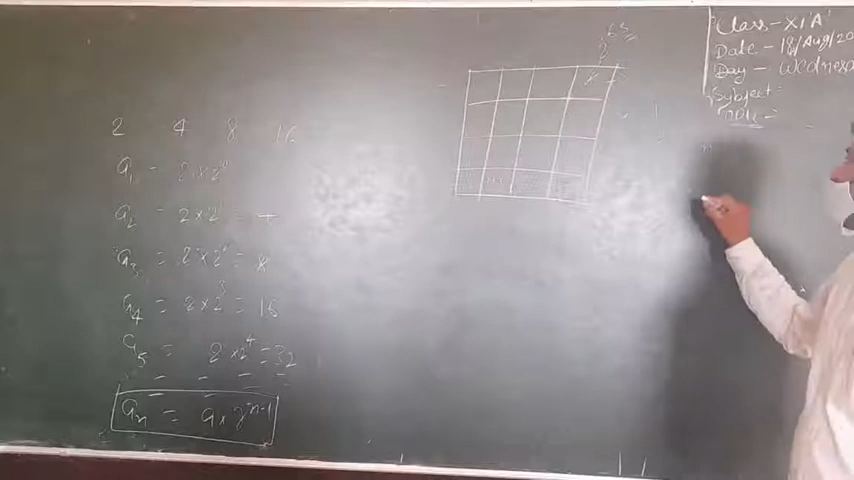 2 4 8 16
a₁ = 2×2⁰
a₂ = 2×2¹ = 4
a₃ = 2×2² = 8
a₄ = 2×2³ = 16
a₅ = 2×2⁴ = 32
- - - -
aₙ = a×2ⁿ⁻¹
Class - XI 'A'
Date - 18/Aug/20
Day - Wednesd
Subject =